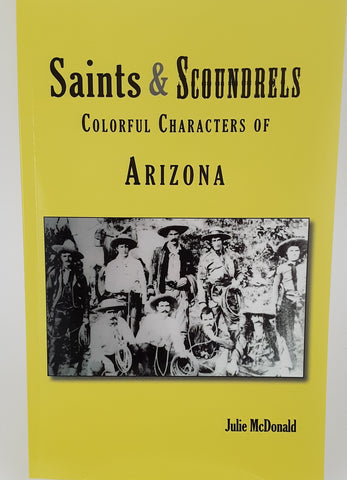 Saints & Scoundrels
Colorful Characters of
Arizona
Julie McDonald